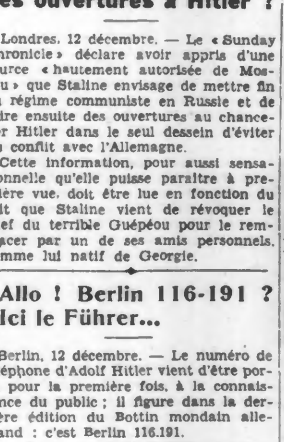 es ouvertures à Hitler ?
Londres, 12 décembre. — Le « Sunday
hronicle » déclare avoir appris d'une
urce « hautement autorisée de Mos-
u » que Staline envisage de mettre fin
régime communiste en Russie et de
ire ensuite des ouvertures au chance-
er Hitler dans le seul dessein d'éviter
conflit avec l'Allemagne.
Cette information, pour aussi sensa-
onnelle qu'elle puisse paraître à pre-
ière vue, doit être lue en fonction du
it que Staline vient de révoquer le
ef du terrible Guépéou pour le rem-
acer par un de ses amis personnels,
mme lui natif de Georgie.
Allo ! Berlin 116-191 ?
Ici le Führer...
Berlin, 12 décembre. — Le numéro de
éphone d'Adolf Hitler vient d'être por-
pour la première fois, à la connais-
nce du public ; il figure dans la der-
ère édition du Bottin mondain alle-
and : c'est Berlin 116.191.